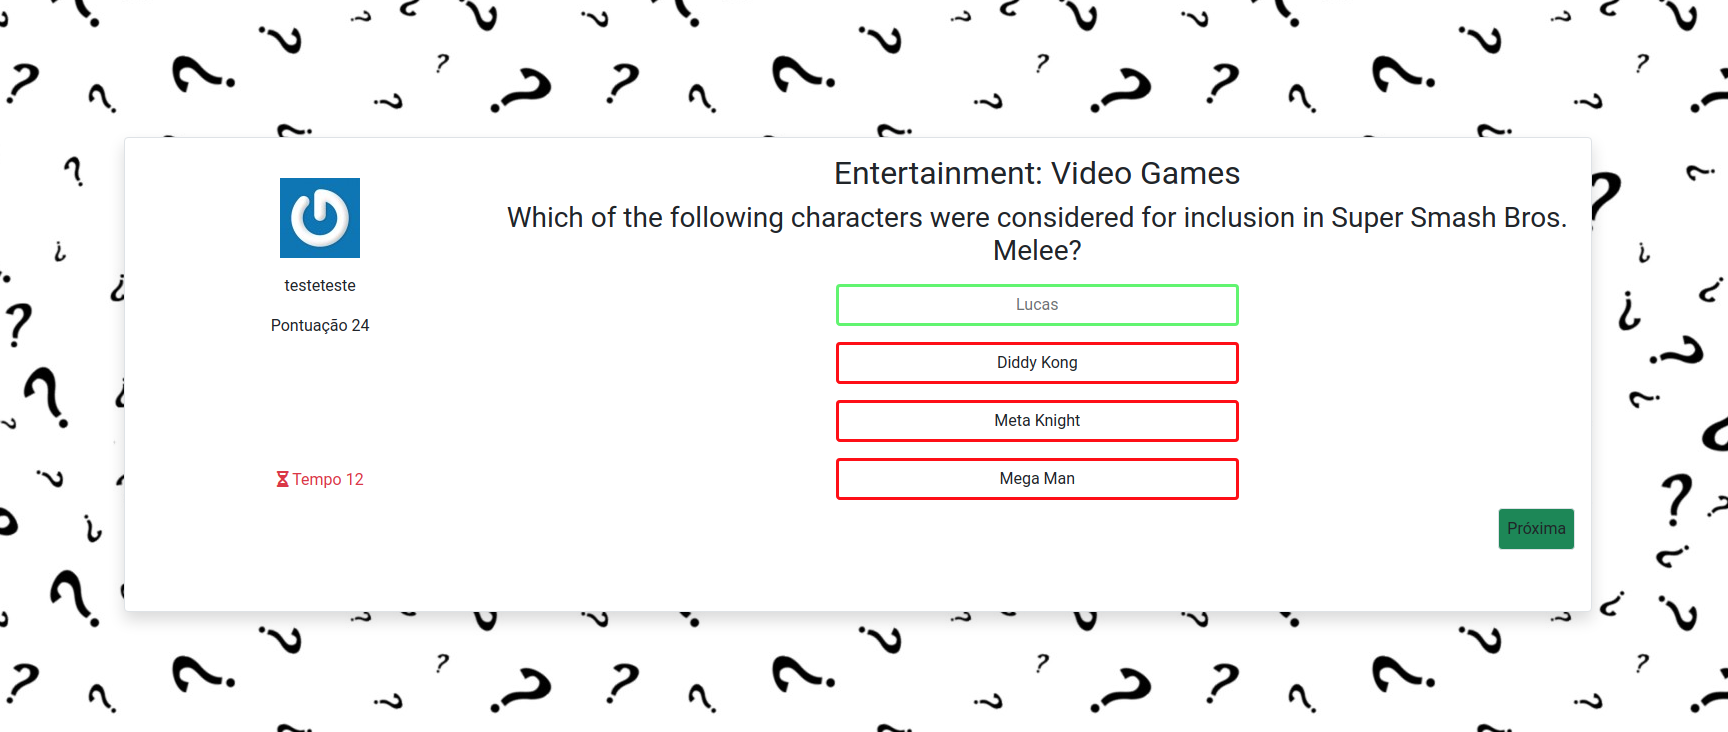 testeteste
Pontuação 24
Tempo 12
Entertainment: Video Games
Which of the following characters were considered for inclusion in Super Smash Bros.
Melee?
Lucas
Diddy Kong
Meta Knight
Mega Man
Próxima